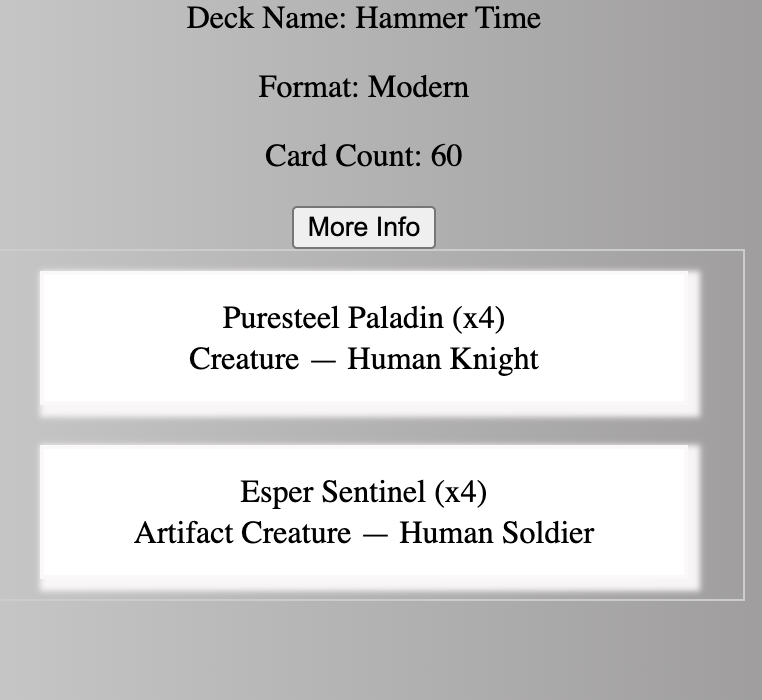 Deck Name: Hammer Time
Format: Modern
Card Count: 60
More Info
Puresteel Paladin (x4)
Creature — Human Knight
Esper Sentinel (x4)
Artifact Creature — Human Soldier